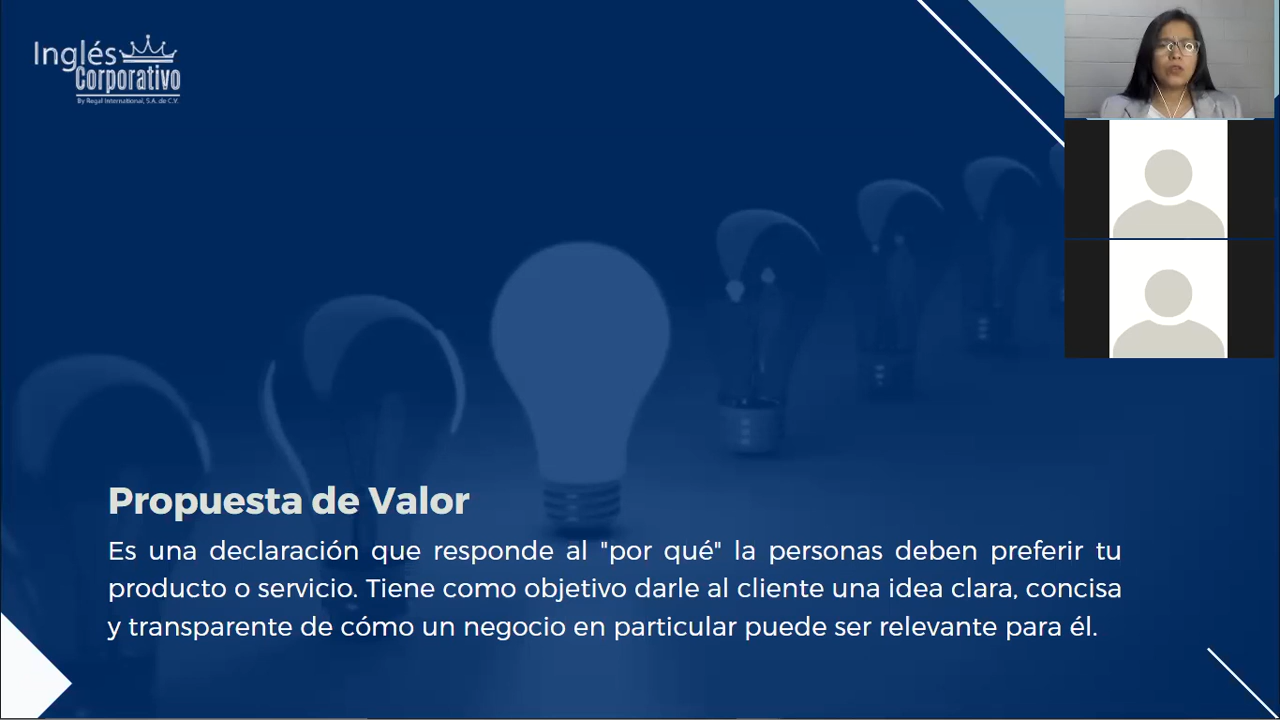 Inglés
Corporativo
By Regal International, S.A. de C.V.
Propuesta de Valor
Es una declaración que responde al "por qué" la personas deben preferir tu
producto o servicio. Tiene como objetivo darle al cliente una idea clara, concisa
y transparente de cómo un negocio en particular puede ser relevante para él.